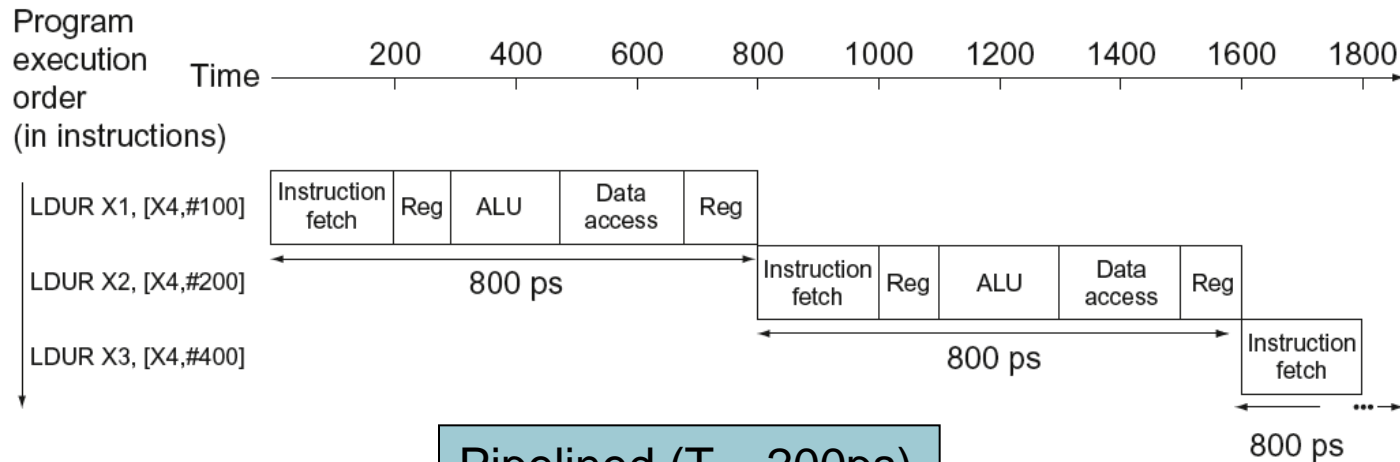 Program
execution
order
(in instructions)
Time
200 400 600 800 1000 1200 1400 1600 1800
LDUR X1, [X4,#100]
Instruction
fetch
Reg
ALU
Data
access
Reg
800 ps
LDUR X2, [X4,#200]
Instruction
fetch
Reg
ALU
Data
access
Reg
800 ps
LDUR X3, [X4,#400]
Instruction
fetch
•••
800 ps
Pipelined